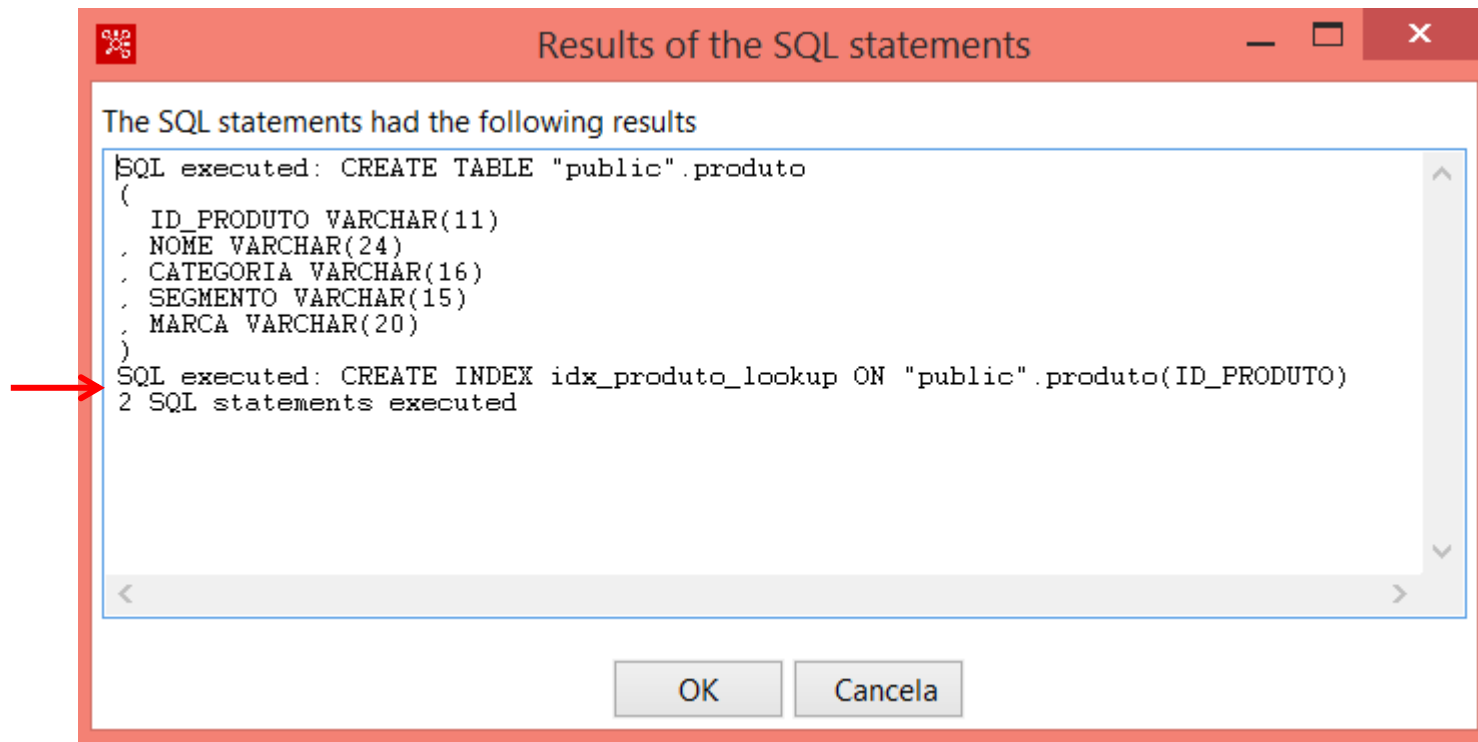 Results of the SQL statements
The SQL statements had the following results
SQL executed: CREATE TABLE "public".produto
(
  ID_PRODUTO VARCHAR(11)
, NOME VARCHAR(24)
, CATEGORIA VARCHAR(16)
, SEGMENTO VARCHAR(15)
, MARCA VARCHAR(20)
)
SQL executed: CREATE INDEX idx_produto_lookup ON "public".produto(ID_PRODUTO)
2 SQL statements executed
OK
Cancela